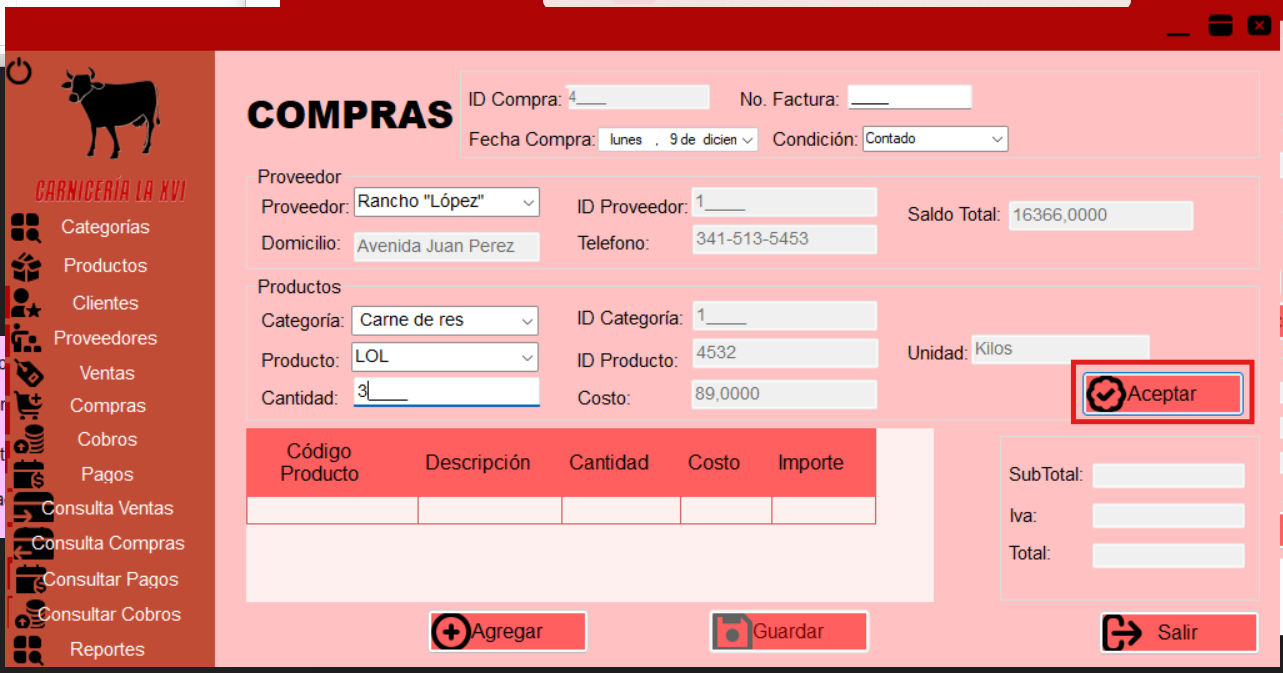 COMPRAS
ID Compra: 4____
No. Factura: ____
Fecha Compra: lunes , 9 de dicien
Condición: Contado
CARNICERÍA LA XVI
Categorías
Productos
Clientes
Proveedores
Ventas
Compras
Cobros
Pagos
Consulta Ventas
Consulta Compras
Consultar Pagos
Consultar Cobros
Reportes
Proveedor
Proveedor: Rancho "López"
ID Proveedor: 1____
Saldo Total: 16366,0000
Domicilio: Avenida Juan Perez
Telefono: 341-513-5453
Productos
Categoría: Carne de res
ID Categoría: 1____
Producto: LOL
ID Producto: 4532
Unidad: Kilos
Cantidad: 3____
Costo: 89,0000
Aceptar
Código Producto
Descripción
Cantidad
Costo
Importe
SubTotal:
Iva:
Total:
Agregar
Guardar
Salir